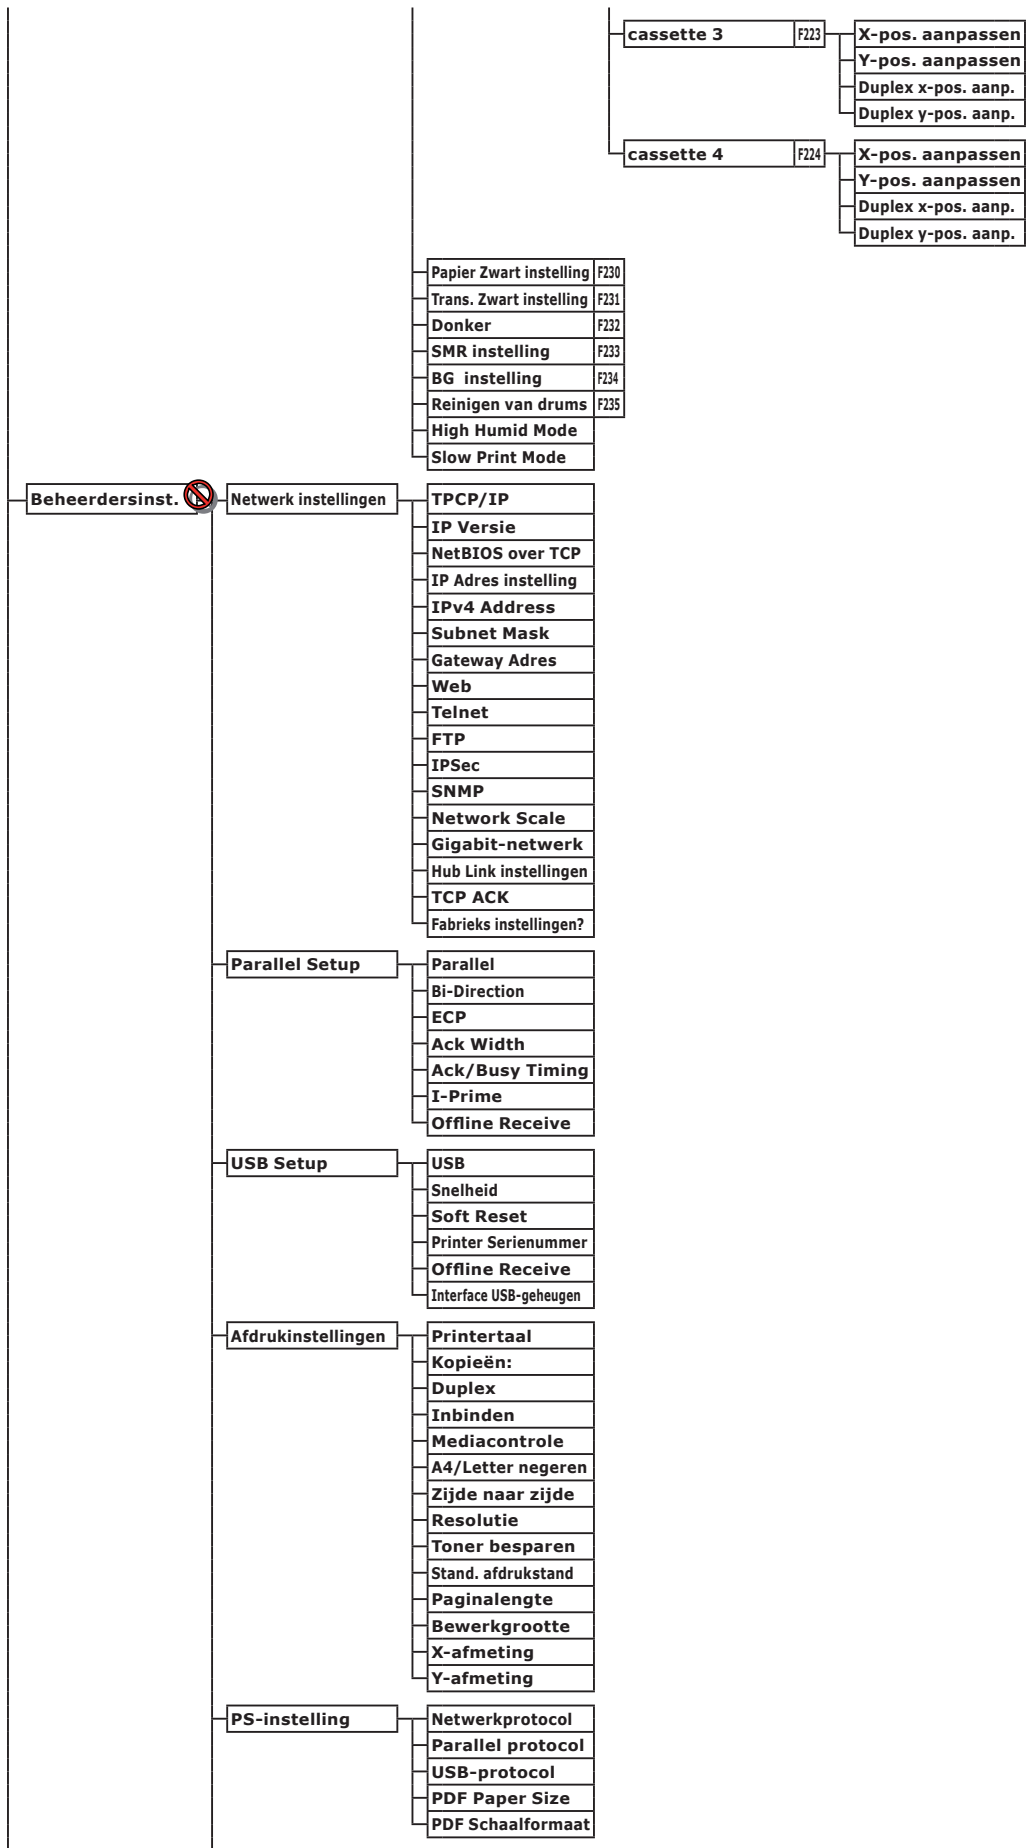 cassette 3 F223 X-pos. aanpassen
Y-pos. aanpassen
Duplex x-pos. aanp.
Duplex y-pos. aanp.
cassette 4 F224 X-pos. aanpassen
Y-pos. aanpassen
Duplex x-pos. aanp.
Duplex y-pos. aanp.
Papier Zwart instelling F230
Trans. Zwart instelling F231
Donker F232
SMR instelling F233
BG instelling F234
Reinigen van drums F235
High Humid Mode
Slow Print Mode
Beheerdersinst. Netwerk instellingen TPCP/IP
IP Versie
NetBIOS over TCP
IP Adres instelling
IPv4 Address
Subnet Mask
Gateway Adres
Web
Telnet
FTP
IPSec
SNMP
Network Scale
Gigabit-netwerk
Hub Link instellingen
TCP ACK
Fabrieks instellingen?
Parallel Setup Parallel
Bi-Direction
ECP
Ack Width
Ack/Busy Timing
I-Prime
Offline Receive
USB Setup USB
Snelheid
Soft Reset
Printer Serienummer
Offline Receive
Interface USB-geheugen
Afdrukinstellingen Printertaal
Kopieën:
Duplex
Inbinden
Mediacontrole
A4/Letter negeren
Zijde naar zijde
Resolutie
Toner besparen
Stand. afdrukstand
Paginalengte
Bewerkgrootte
X-afmeting
Y-afmeting
PS-instelling Netwerkprotocol
Parallel protocol
USB-protocol
PDF Paper Size
PDF Schaalformaat